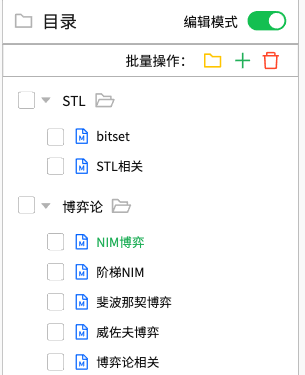 目录
编辑模式
批量操作：
STL
bitset
STL相关
博弈论
NIM博弈
阶梯NIM
斐波那契博弈
威佐夫博弈
博弈论相关